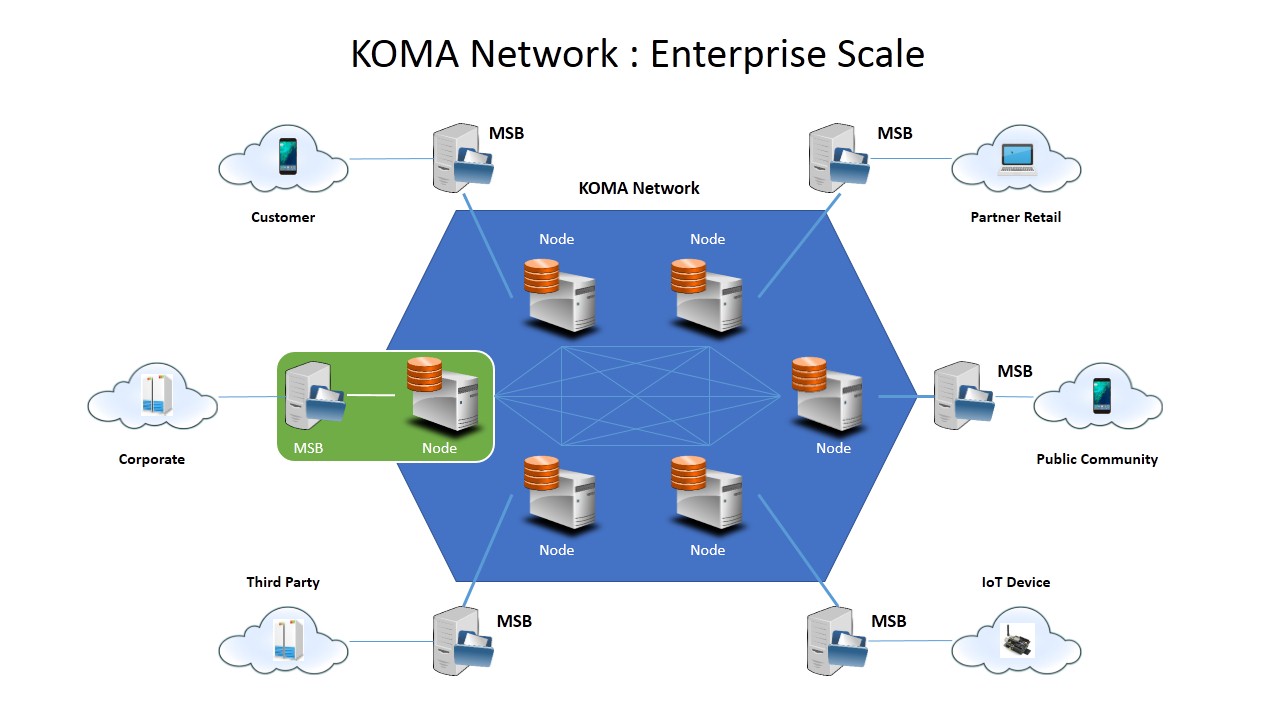 KOMA Network : Enterprise Scale
MSB
MSB
KOMA Network
Customer
Partner Retail
Node
Node
MSB
MSB
Node
Node
Corporate
Public Community
Node
Node
Third Party
IoT Device
MSB
MSB